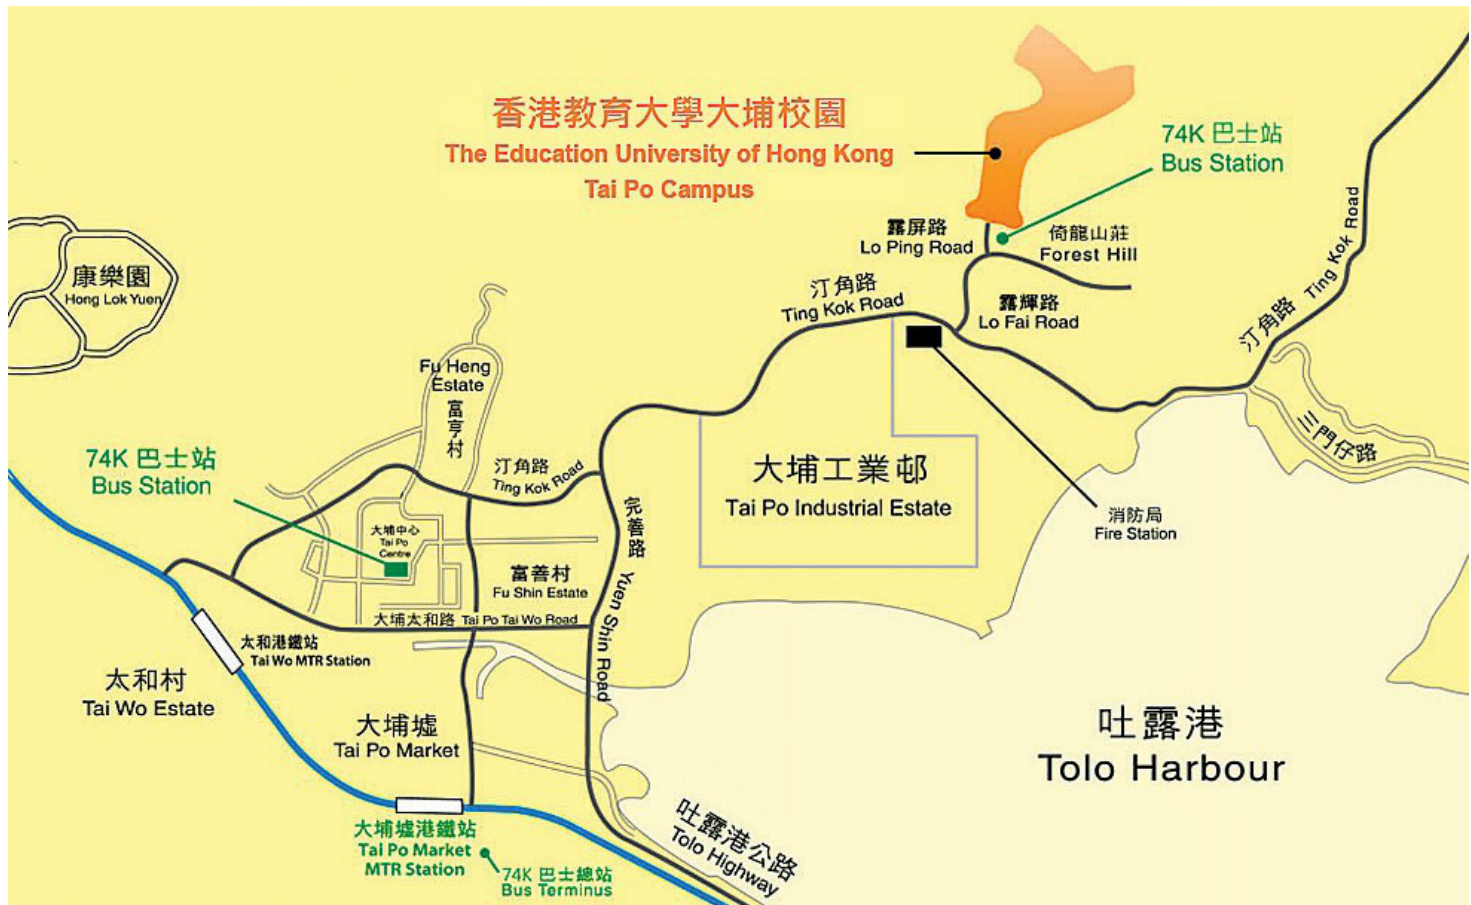 香港教育大學大埔校園
The Education University of Hong Kong
Tai Po Campus
74K 巴士站
Bus Station
露屏路
Lo Ping Road
倚龍山莊
Forest Hill
康樂園
Hong Lok Yuen
汀角路
Ting Kok Road
露輝路
Lo Fai Road
汀角路 Ting Kok Road
Fu Heng
Estate
富亨村
三門仔路
74K 巴士站
Bus Station
汀角路
Ting Kok Road
大埔工業邨
Tai Po Industrial Estate
消防局
Fire Station
大埔中心
Tai Po
Centre
完善路 Yuen Shin Road
富善村
Fu Shin Estate
大埔太和路 Tai Po Tai Wo Road
太和港鐵站
Tai Wo MTR Station
太和村
Tai Wo Estate
大埔墟
Tai Po Market
吐露港
Tolo Harbour
吐露港公路
Tolo Highway
大埔墟港鐵站
Tai Po Market
MTR Station
74K 巴士總站
Bus Terminus